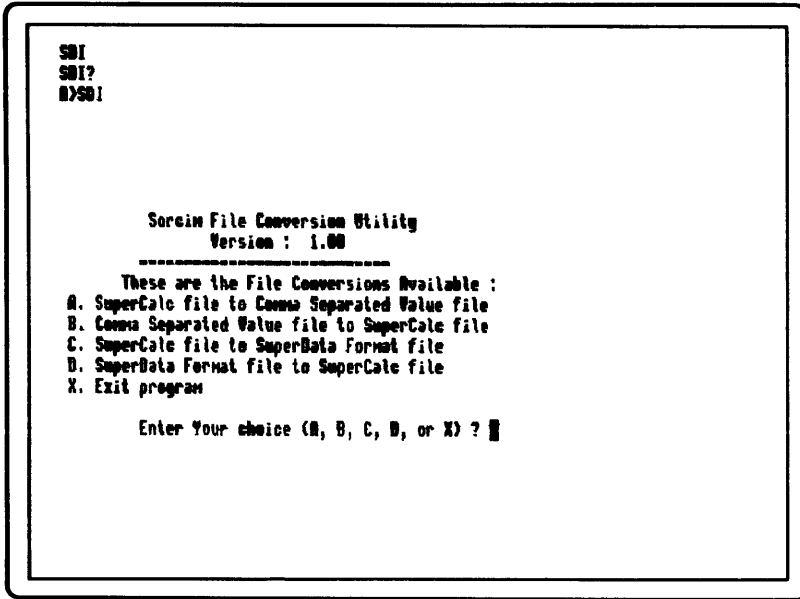 SDI
SDI?
A>SDI
Sorcim File Conversion Utility
Version : 1.00
----------------------------
These are the File Conversions Available :
A. SuperCalc file to Comma Separated Value file
B. Comma Separated Value file to SuperCalc file
C. SuperCalc file to SuperData Format file
D. SuperData Format file to SuperCalc file
X. Exit program
Enter Your choice (A, B, C, D, or X) ?